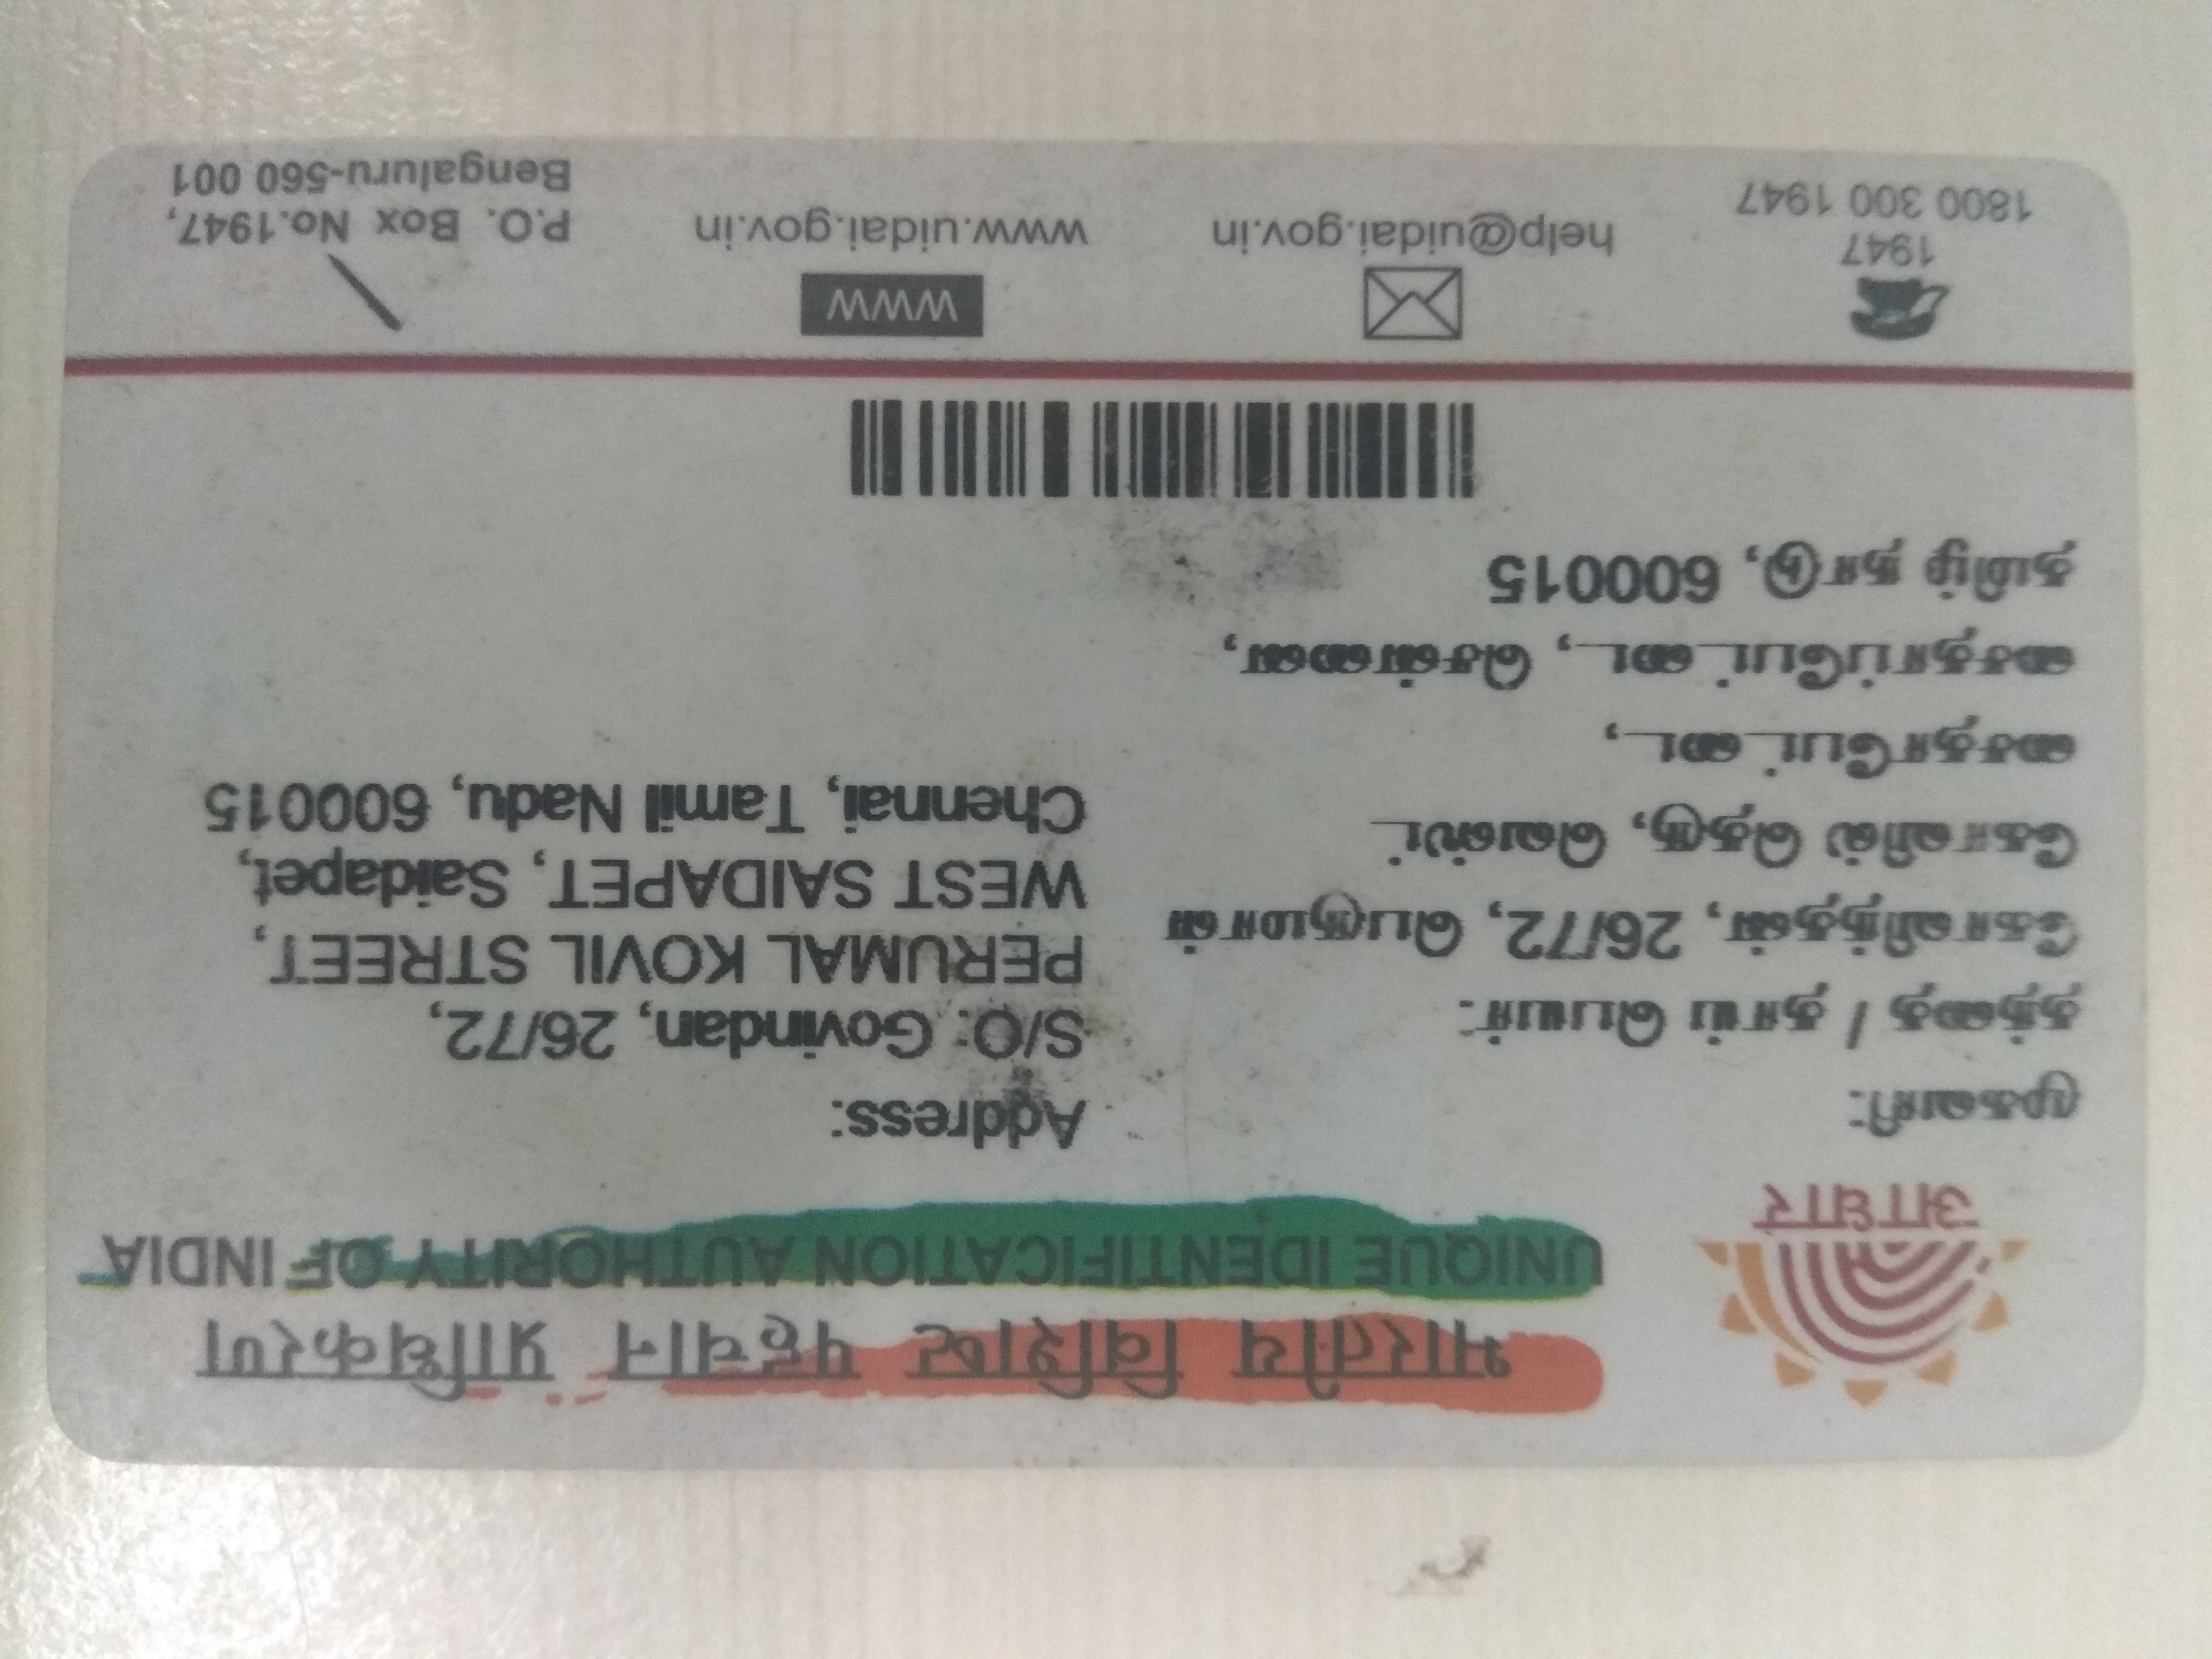 आधार
भारतीय विशिष्ट पहचान प्राधिकरण
UNIQUE IDENTIFICATION AUTHORITY OF INDIA
முகவரி:
தந்தை / தாய் பெயர்:
கோவிந்தன், 26/72, பெருமாள்
கோவில் தெரு, வெஸ்ட்
சைதாபேட்டை,
சைதாப்பேட்டை, சென்னை,
தமிழ் நாடு, 600015
Address:
S/O: Govindan, 26/72,
PERUMAL KOVIL STREET,
WEST SAIDAPET, Saidapet,
Chennai, Tamil Nadu, 600015
1947
1800 300 1947
help@uidai.gov.in
WWW
www.uidai.gov.in
P.O. Box No.1947,
Bengaluru-560 001